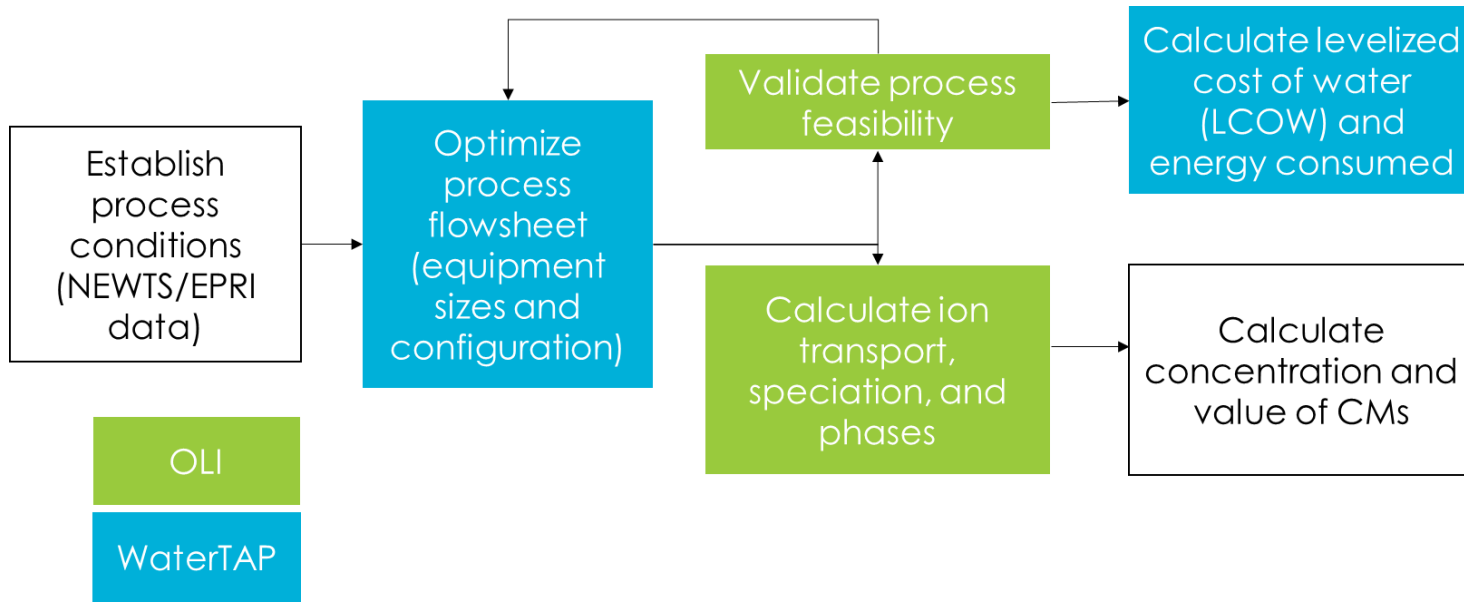 Establish
process
conditions
(NEWTS/EPRI
data)
Optimize
process
flowsheet
(equipment
sizes and
configuration)
Validate process
feasibility
Calculate levelized
cost of water
(LCOW) and
energy consumed
Calculate ion
transport,
speciation, and
phases
Calculate
concentration and
value of CMs
OLI
WaterTAP